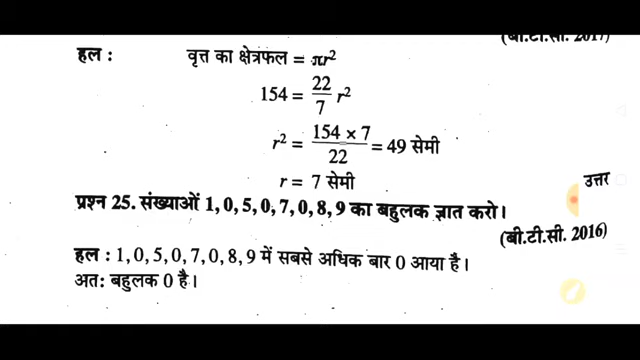 (बी.टी.सी. 2017)
हल : वृत्त का क्षेत्रफल = πr²
154 = 22/7 r²
r² = 154 × 7/22 = 49 सेमी
r = 7 सेमी उत्तर
प्रश्न 25. संख्याओं 1, 0, 5, 0, 7, 0, 8, 9 का बहुलक ज्ञात करो।
(बी.टी.सी. 2016)
हल : 1, 0, 5, 0, 7, 0, 8, 9 में सबसे अधिक बार 0 आया है।
अतः बहुलक 0 है।